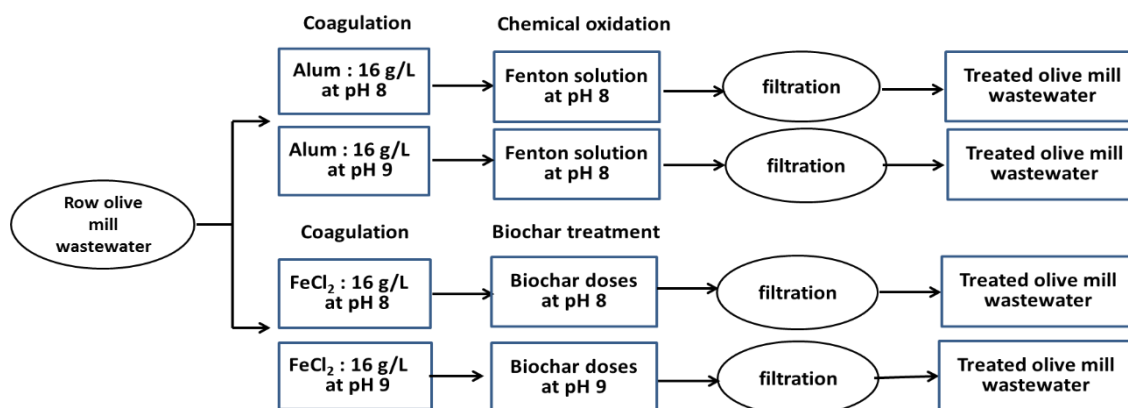 Coagulation
Chemical oxidation
Alum : 16 g/L
at pH 8
Fenton solution
at pH 8
filtration
Treated olive mill
wastewater
Alum : 16 g/L
at pH 9
Fenton solution
at pH 8
filtration
Treated olive mill
wastewater
Row olive
mill
wastewater
Coagulation
Biochar treatment
FeCl₂ : 16 g/L
at pH 8
Biochar doses
at pH 8
filtration
Treated olive mill
wastewater
FeCl₂ : 16 g/L
at pH 9
Biochar doses
at pH 9
filtration
Treated olive mill
wastewater